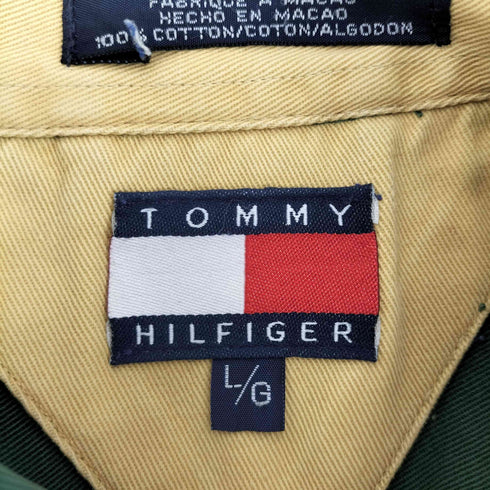 FABRIQUE A MACAO
HECHO EN MACAO
100% COTTON/COTON/ALGODON
TOMMY
HILFIGER
L/G